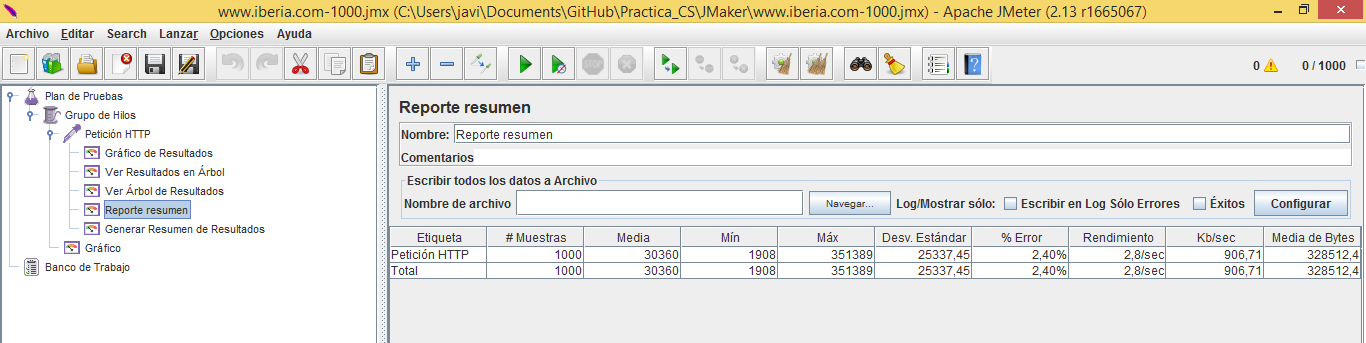 www.iberia.com-1000.jmx (C:\Users\javi\Documents\GitHub\Practica_CS\JMaker\www.iberia.com-1000.jmx) - Apache JMeter (2.13 r1665067)
Archivo Editar Search Lanzar Opciones Ayuda
STOP
0 0 / 1000
Plan de Pruebas
Grupo de Hilos
Petición HTTP
Gráfico de Resultados
Ver Resultados en Árbol
Ver Árbol de Resultados
Reporte resumen
Generar Resumen de Resultados
Gráfico
Banco de Trabajo
Reporte resumen
Nombre: Reporte resumen
Comentarios
Escribir todos los datos a Archivo
Nombre de archivo Navegar... Log/Mostrar sólo: Escribir en Log Sólo Errores Éxitos Configurar
Etiqueta # Muestras Media Mín Máx Desv. Estándar % Error Rendimiento Kb/sec Media de Bytes
Petición HTTP 1000 30360 1908 351389 25337,45 2,40% 2,8/sec 906,71 328512,4
Total 1000 30360 1908 351389 25337,45 2,40% 2,8/sec 906,71 328512,4